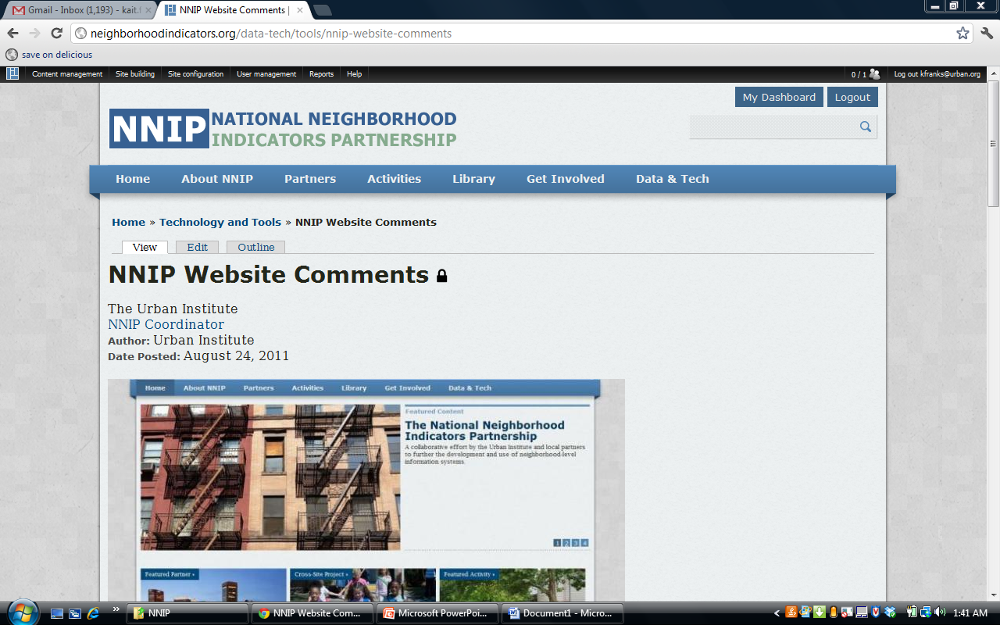 Gmail - Inbox (1,193) - kait.f
NNIP Website Comments |
neighborhoodindicators.org/data-tech/tools/nnip-website-comments
save on delicious
Content management Site building Site configuration User management Reports Help 0 / 1 Log out kfranks@urban.org
My Dashboard Logout
NNIP NATIONAL NEIGHBORHOOD
INDICATORS PARTNERSHIP
Home About NNIP Partners Activities Library Get Involved Data & Tech
Home » Technology and Tools » NNIP Website Comments
View Edit Outline
NNIP Website Comments
The Urban Institute
NNIP Coordinator
Author: Urban Institute
Date Posted: August 24, 2011
Home About NNIP Partners Activities Library Get Involved Data & Tech
Featured Content
The National Neighborhood
Indicators Partnership
A collaborative effort by the Urban Institute and local partners
to further the development and use of neighborhood-level
information systems.
1 2 3 4
Featured Partner › Cross-Site Project › Featured Activity ›
NNIP NNIP Website Com... Microsoft PowerPoi... Document1 - Micro... 1:41 AM